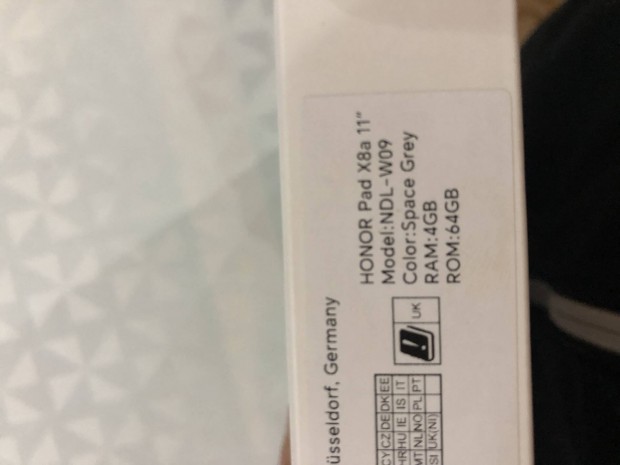 HONOR Pad X8a 11"
Model:NDL-W09
Color:Space Grey
RAM:4GB
ROM:64GB
UK
üsseldorf, Germany
CY CZ DE DK EE
HR HU IE IS IT
MT NL NO PL PT
SI UK(NI)